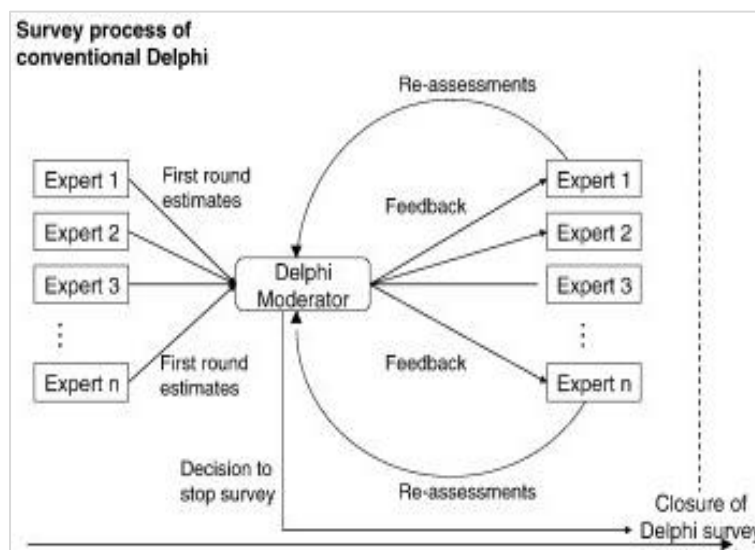 Survey process of
conventional Delphi
Re-assessments
Expert 1
First round
estimates
Feedback
Expert 1
Expert 2
Expert 2
Expert 3
Delphi
Moderator
Expert 3
Expert n
First round
estimates
Feedback
Expert n
Decision to
stop survey
Re-assessments
Closure of
Delphi survey